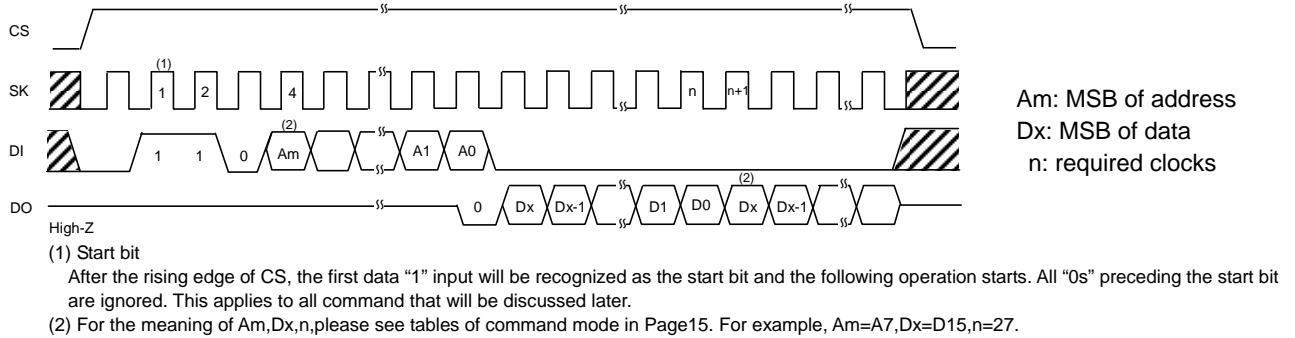 CS
(1)
SK 1 2 4 n n+1
(2)
DI 1 1 0 Am A1 A0
(2)
DO 0 Dx Dx-1 D1 D0 Dx Dx-1
High-Z
Am: MSB of address
Dx: MSB of data
n: required clocks
(1) Start bit
After the rising edge of CS, the first data “1” input will be recognized as the start bit and the following operation starts. All “0s” preceding the start bit
are ignored. This applies to all command that will be discussed later.
(2) For the meaning of Am,Dx,n,please see tables of command mode in Page15. For example, Am=A7,Dx=D15,n=27.